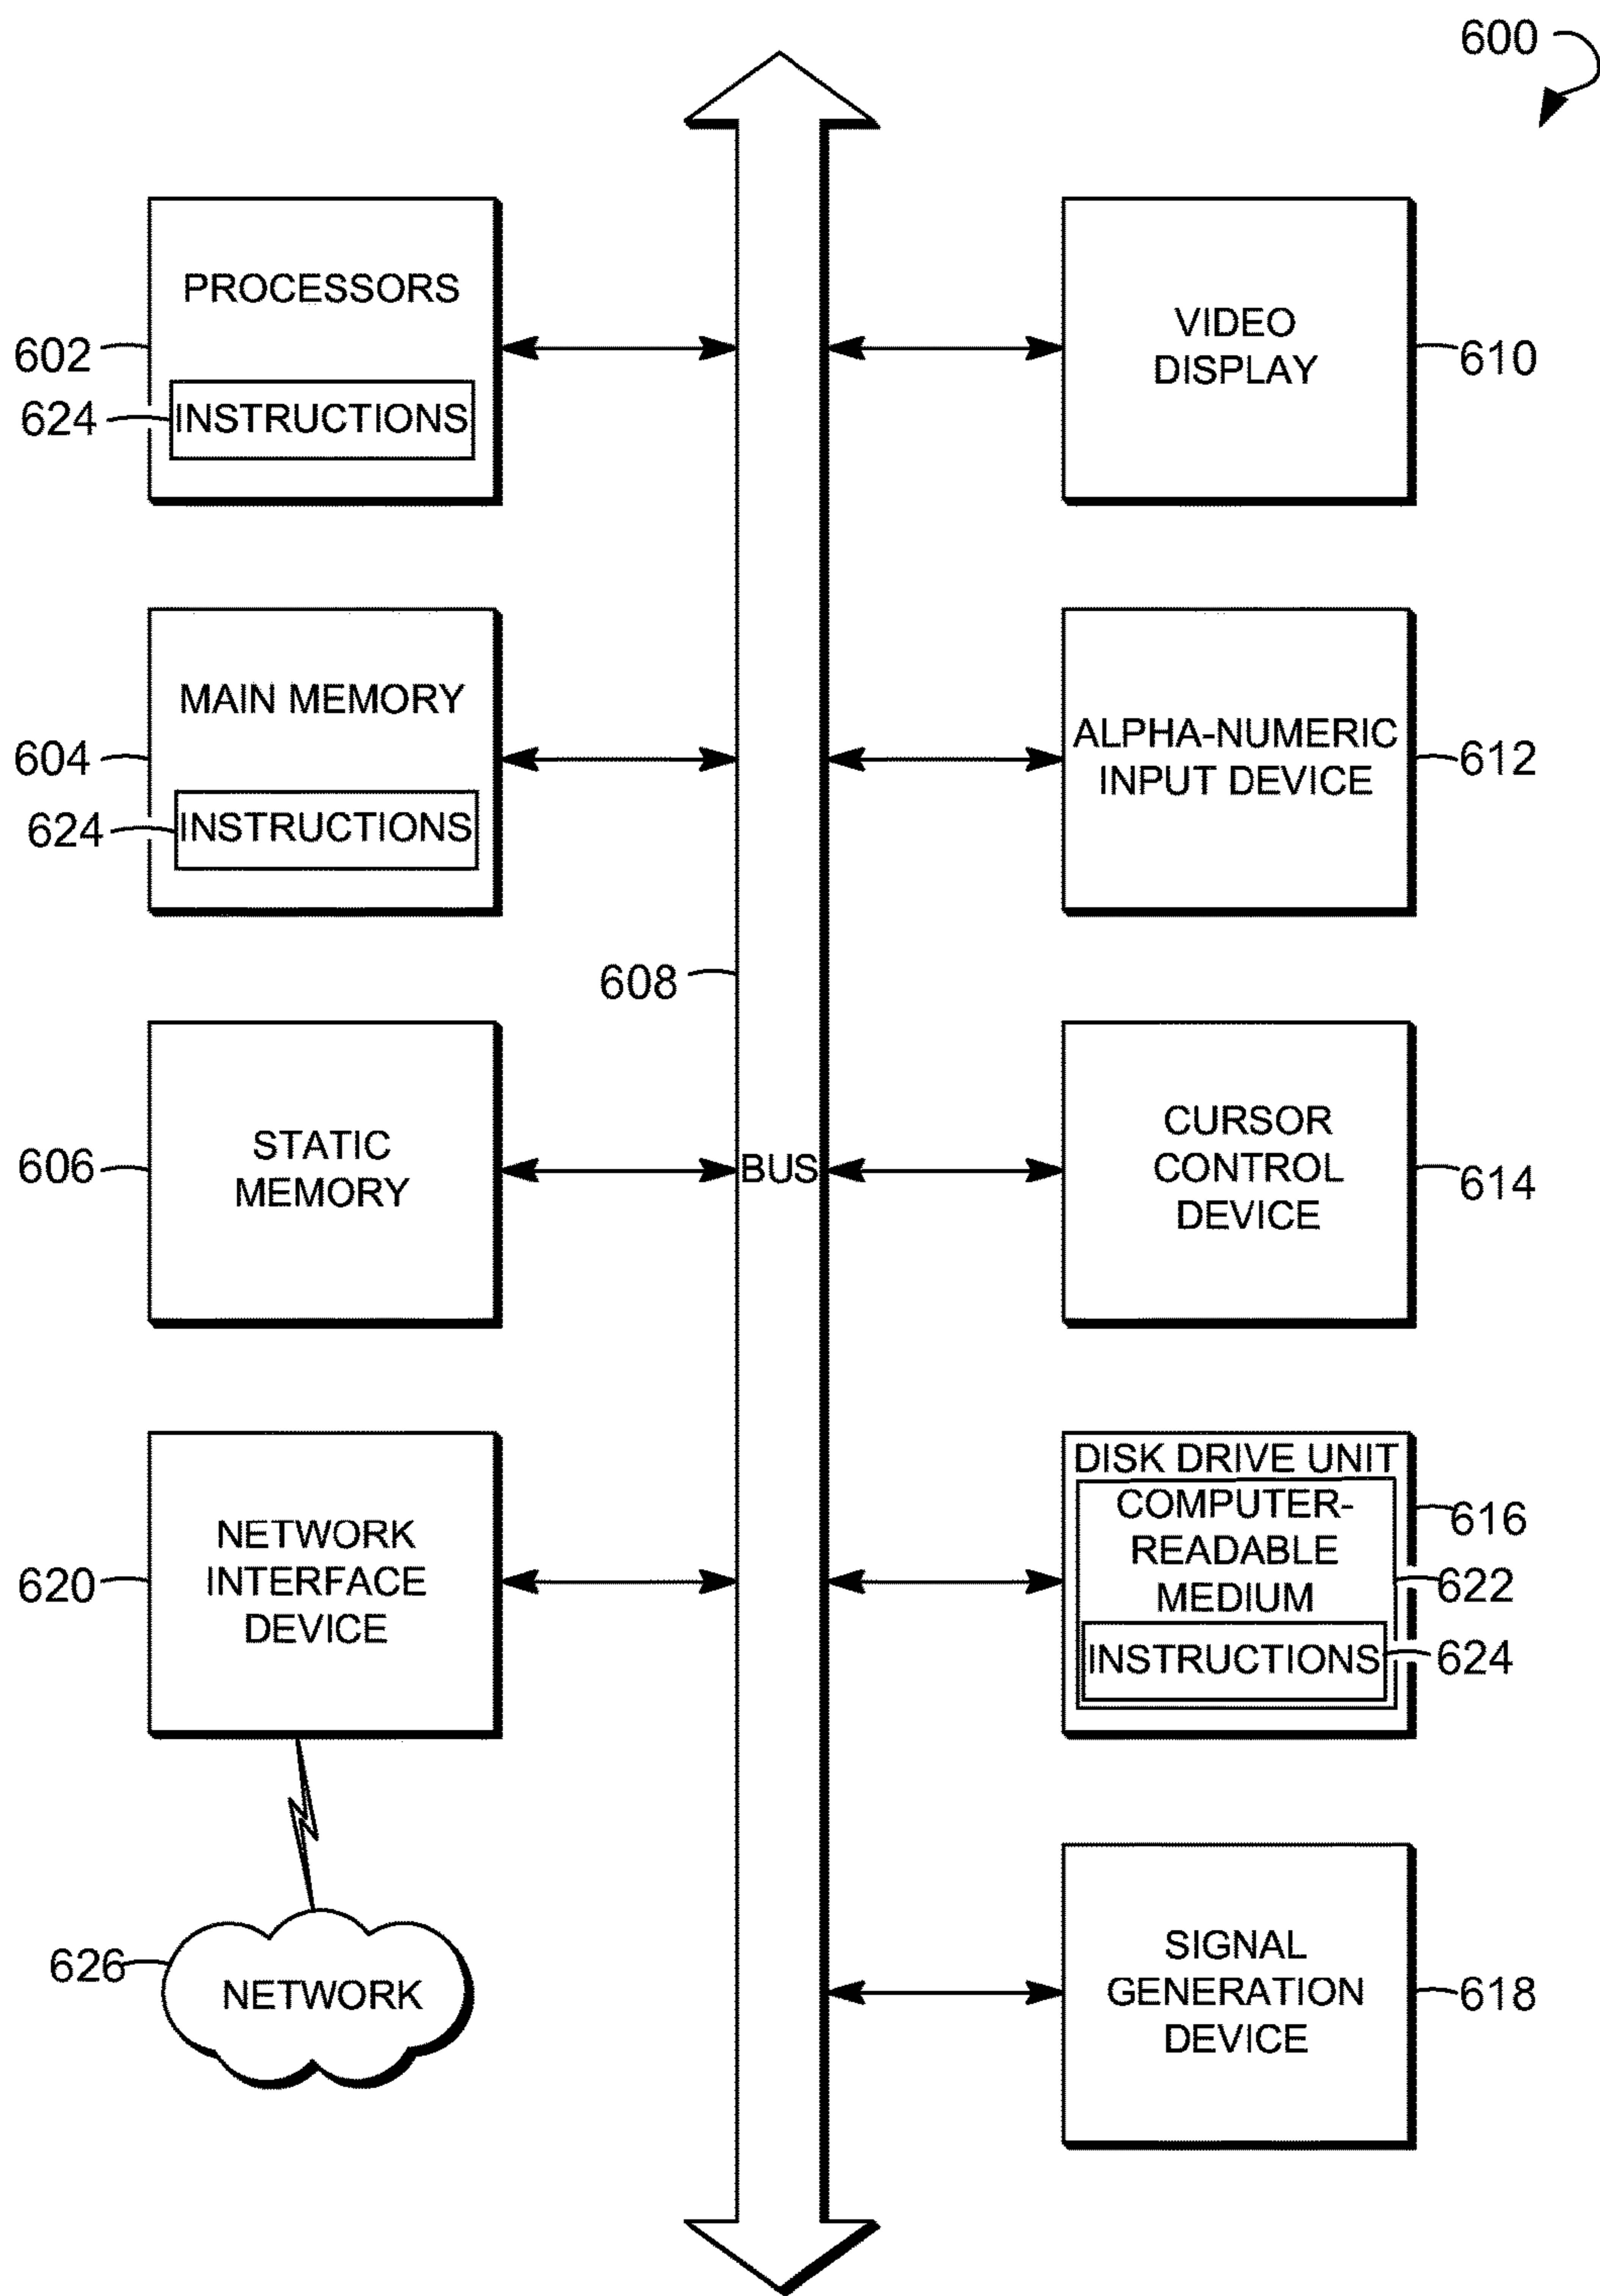 600
PROCESSORS
602
624
INSTRUCTIONS
VIDEO
DISPLAY
610
MAIN MEMORY
604
624
INSTRUCTIONS
ALPHA-NUMERIC
INPUT DEVICE
612
608
STATIC
MEMORY
606
BUS
CURSOR
CONTROL
DEVICE
614
NETWORK
INTERFACE
DEVICE
620
DISK DRIVE UNIT
COMPUTER-
READABLE
MEDIUM
INSTRUCTIONS
616
622
624
626
NETWORK
SIGNAL
GENERATION
DEVICE
618